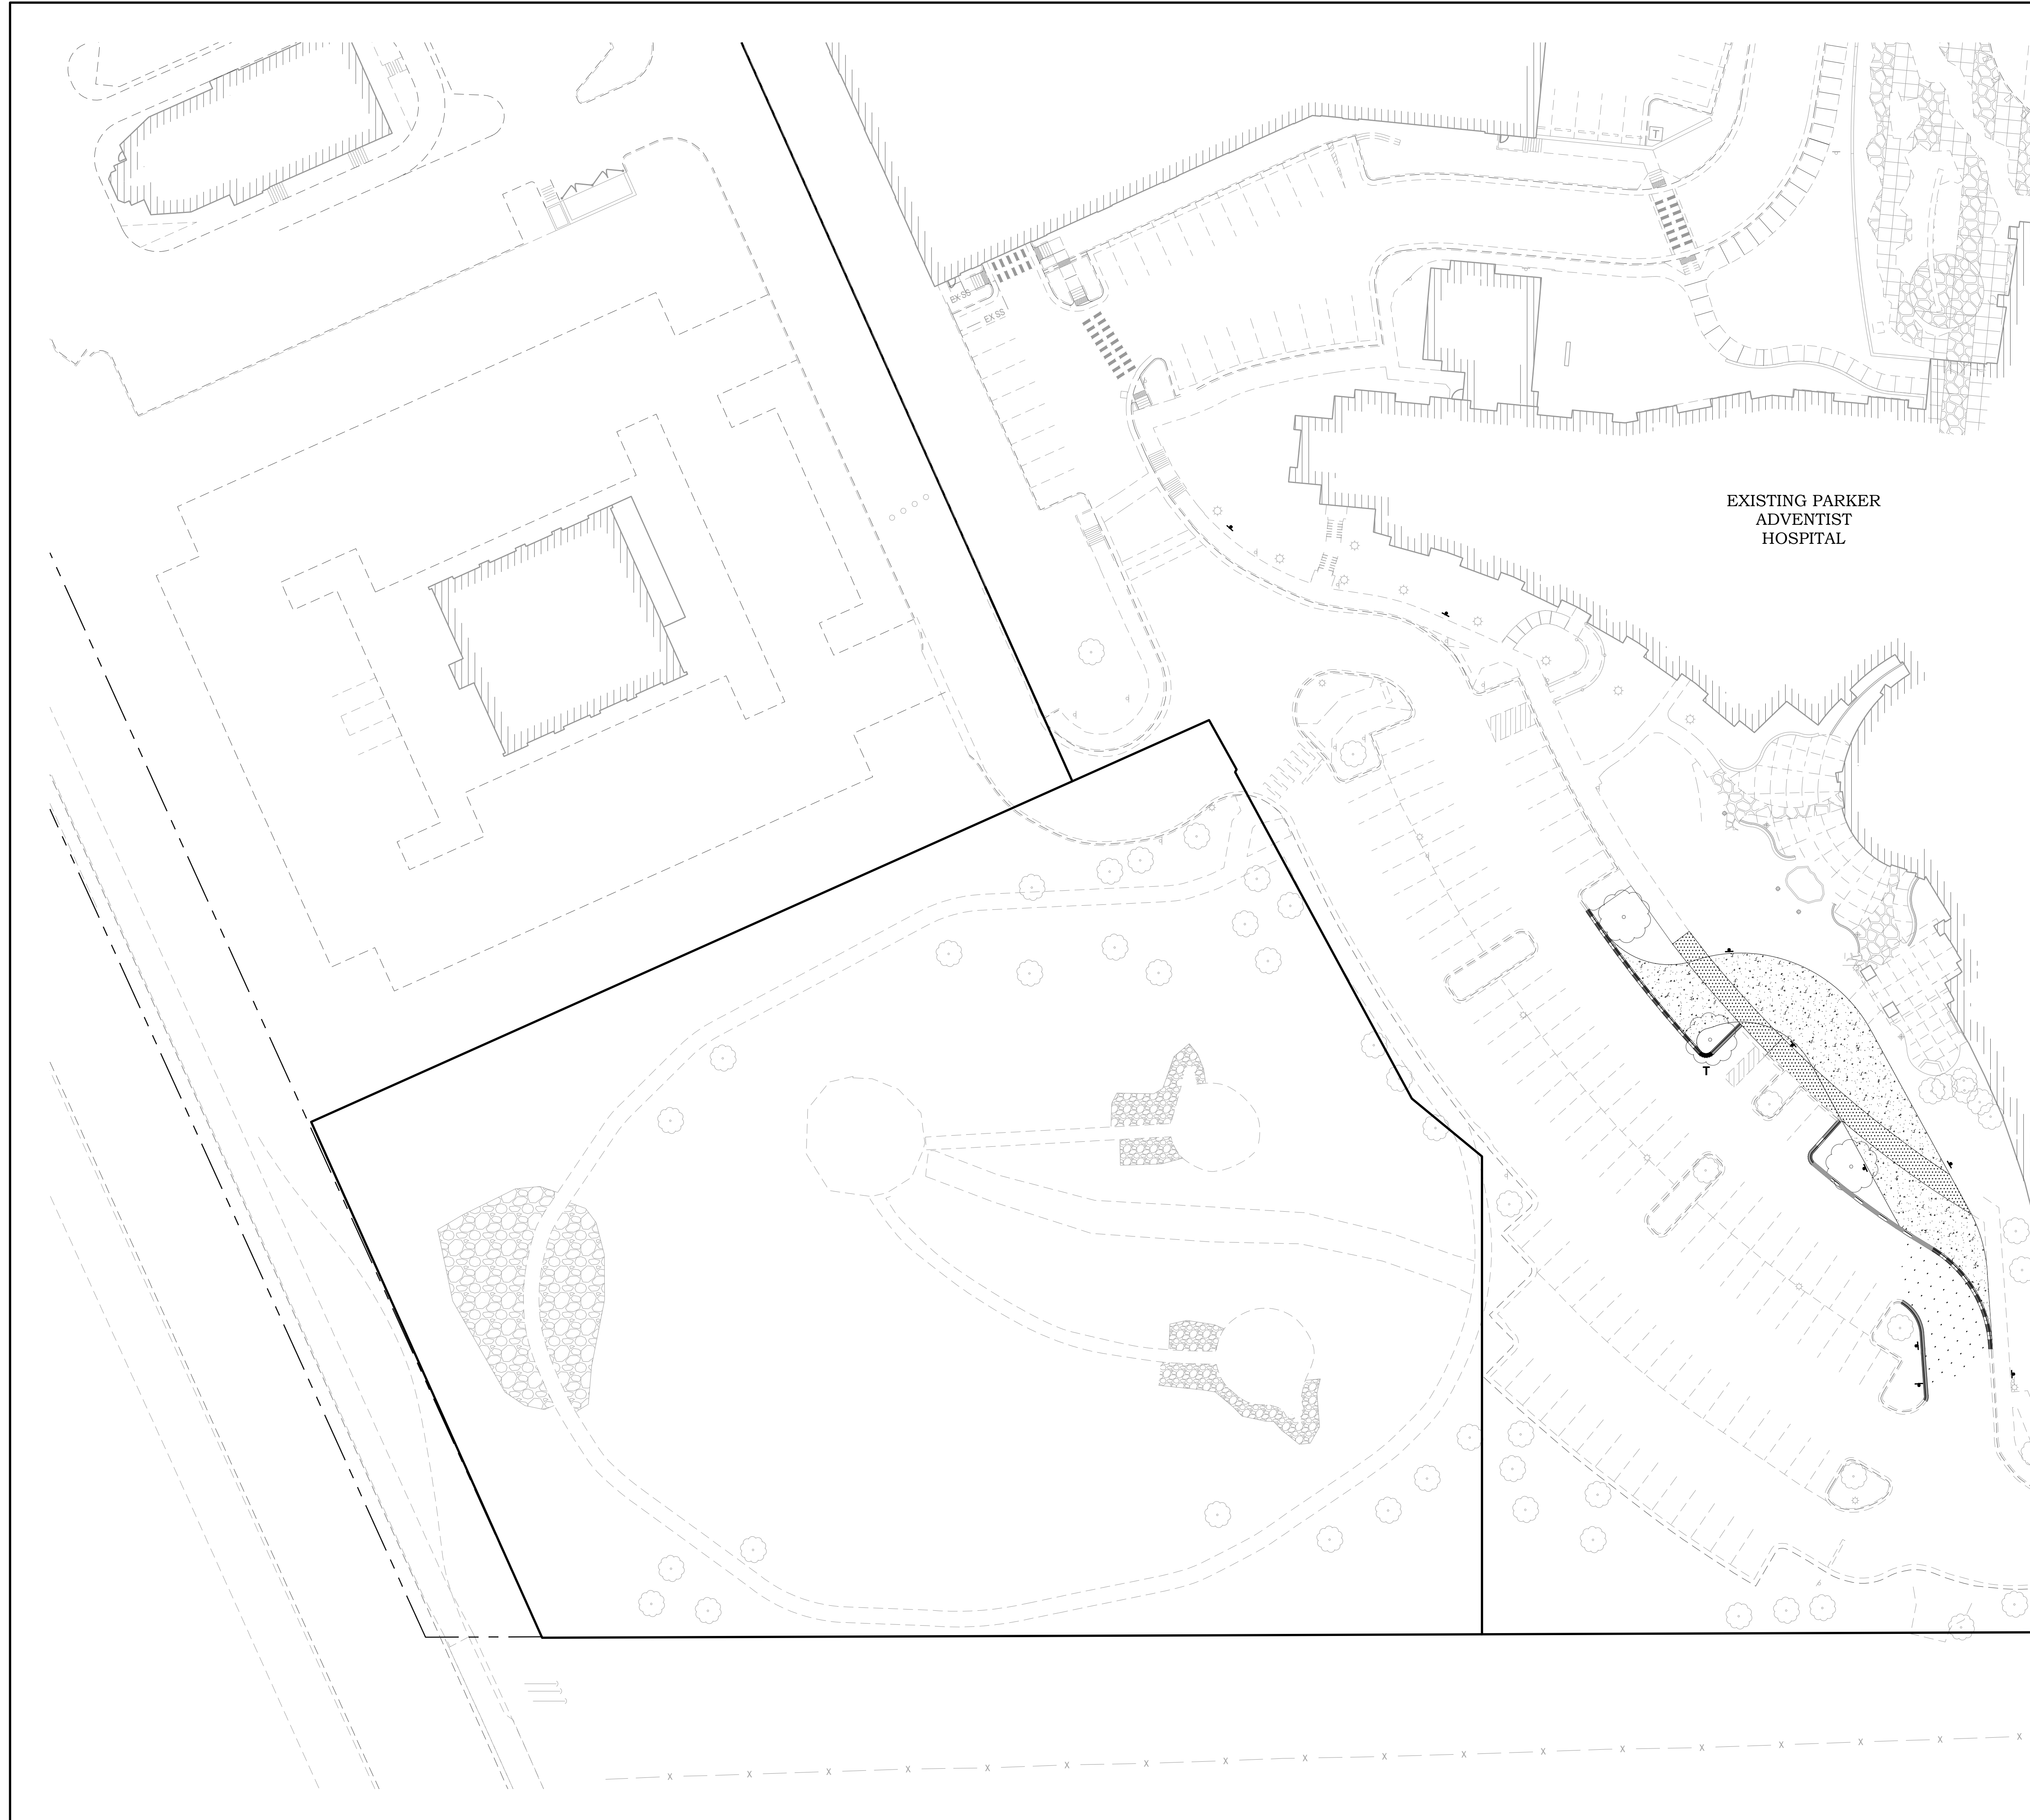 T
EX SS
EX SS
EXISTING PARKER
ADVENTIST
HOSPITAL
T
X X X X X X X X X X X X X X X X X X